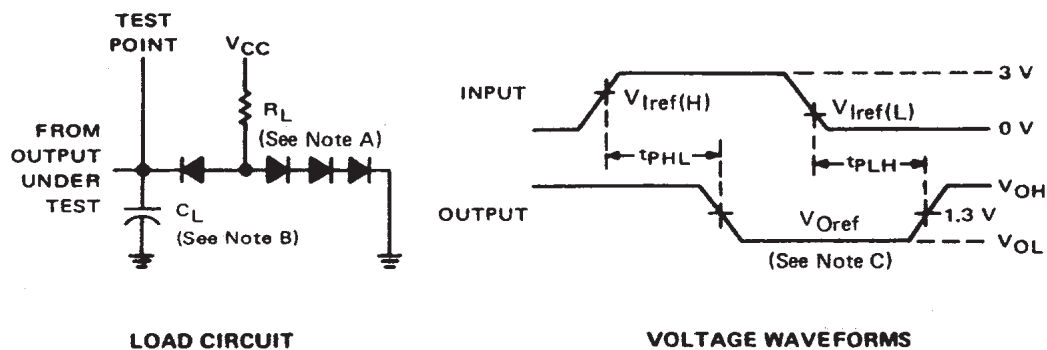 TEST
POINT
VCC
RL
(See Note A)
FROM
OUTPUT
UNDER
TEST
CL
(See Note B)
LOAD CIRCUIT
INPUT
VIref(H)
VIref(L)
3 V
0 V
tPHL
tPLH
OUTPUT
VOref
(See Note C)
VOH
1.3 V
VOL
VOLTAGE WAVEFORMS